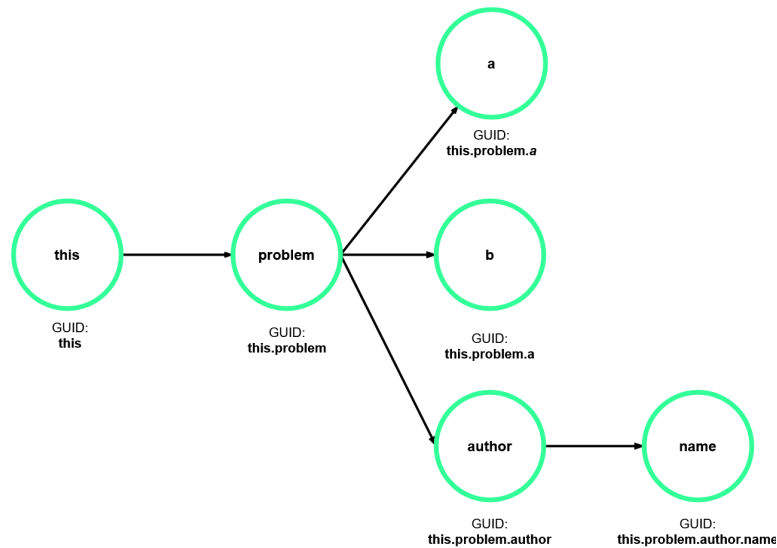 a
GUID:
this.problem.a
this
GUID:
this
problem
GUID:
this.problem
b
GUID:
this.problem.a
author
GUID:
this.problem.author
name
GUID:
this.problem.author.name